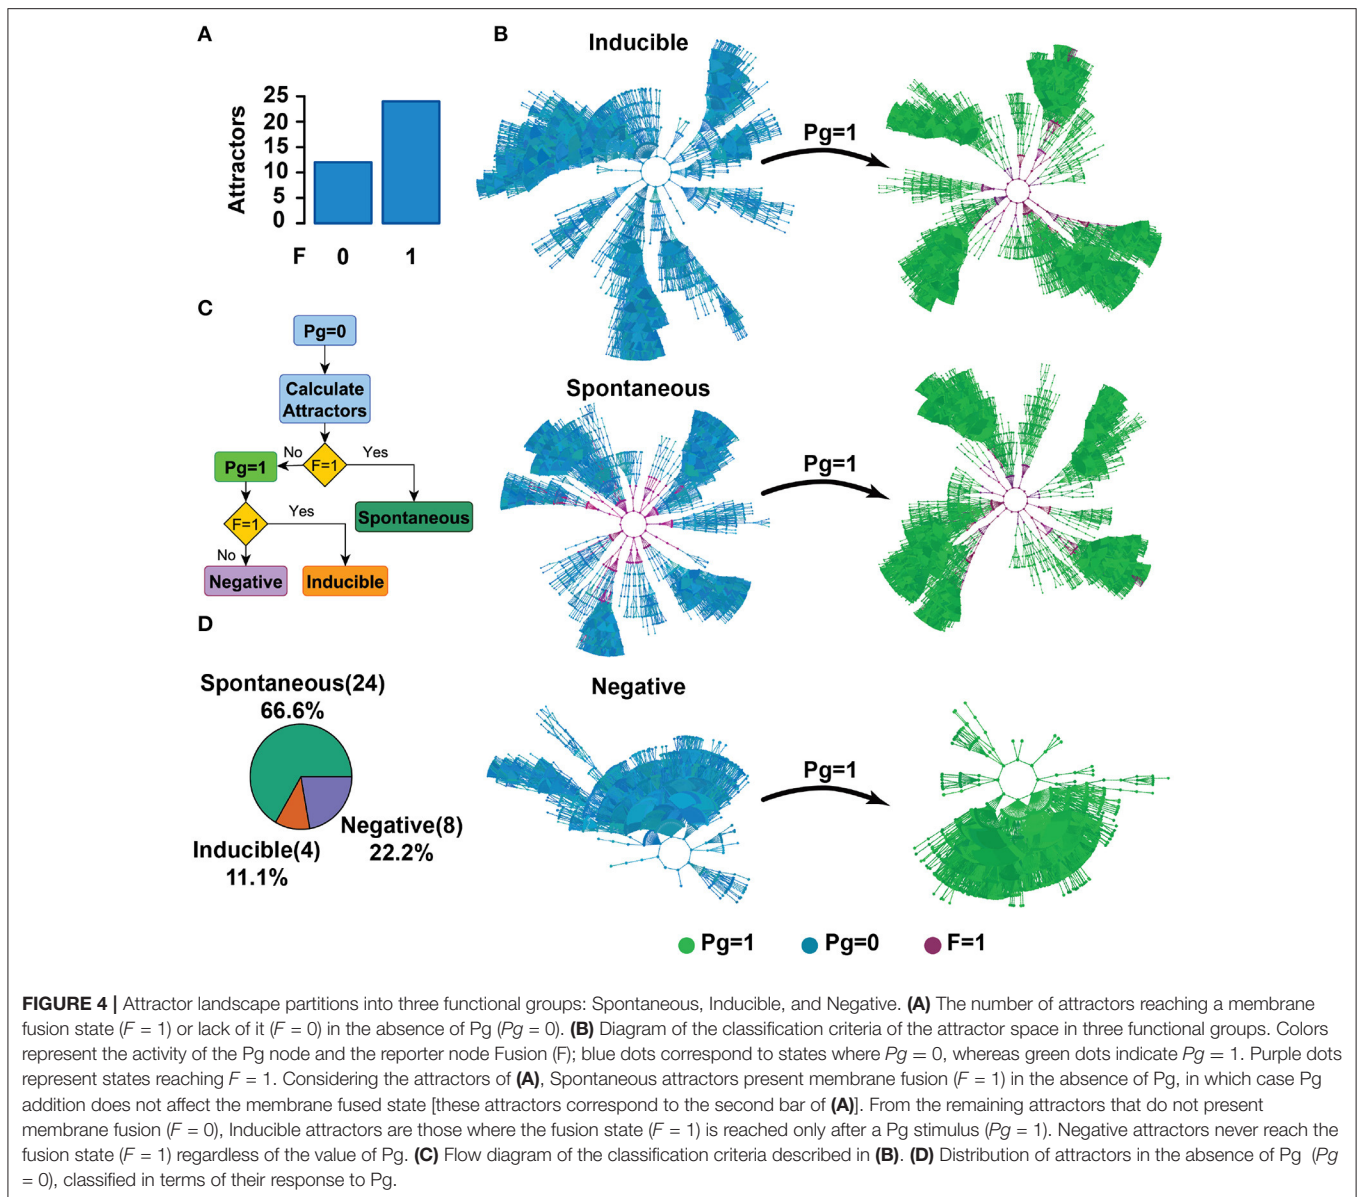 A
Attractors
25
20
15
10
5
0
F 0 1
B
Inducible
Pg=1
Spontaneous
Pg=1
Negative
Pg=1
Pg=1 Pg=0 F=1
C
Pg=0
Calculate
Attractors
F=1
No
Yes
Pg=1
Spontaneous
F=1
Yes
No
Negative
Inducible
D
Spontaneous(24)
66.6%
Negative(8)
22.2%
Inducible(4)
11.1%
FIGURE 4 | Attractor landscape partitions into three functional groups: Spontaneous, Inducible, and Negative. (A) The number of attractors reaching a membrane
fusion state (F = 1) or lack of it (F = 0) in the absence of Pg (Pg = 0). (B) Diagram of the classification criteria of the attractor space in three functional groups. Colors
represent the activity of the Pg node and the reporter node Fusion (F); blue dots correspond to states where Pg = 0, whereas green dots indicate Pg = 1. Purple dots
represent states reaching F = 1. Considering the attractors of (A), Spontaneous attractors present membrane fusion (F = 1) in the absence of Pg, in which case Pg
addition does not affect the membrane fused state [these attractors correspond to the second bar of (A)]. From the remaining attractors that do not present
membrane fusion (F = 0), Inducible attractors are those where the fusion state (F = 1) is reached only after a Pg stimulus (Pg = 1). Negative attractors never reach the
fusion state (F = 1) regardless of the value of Pg. (C) Flow diagram of the classification criteria described in (B). (D) Distribution of attractors in the absence of Pg (Pg
= 0), classified in terms of their response to Pg.